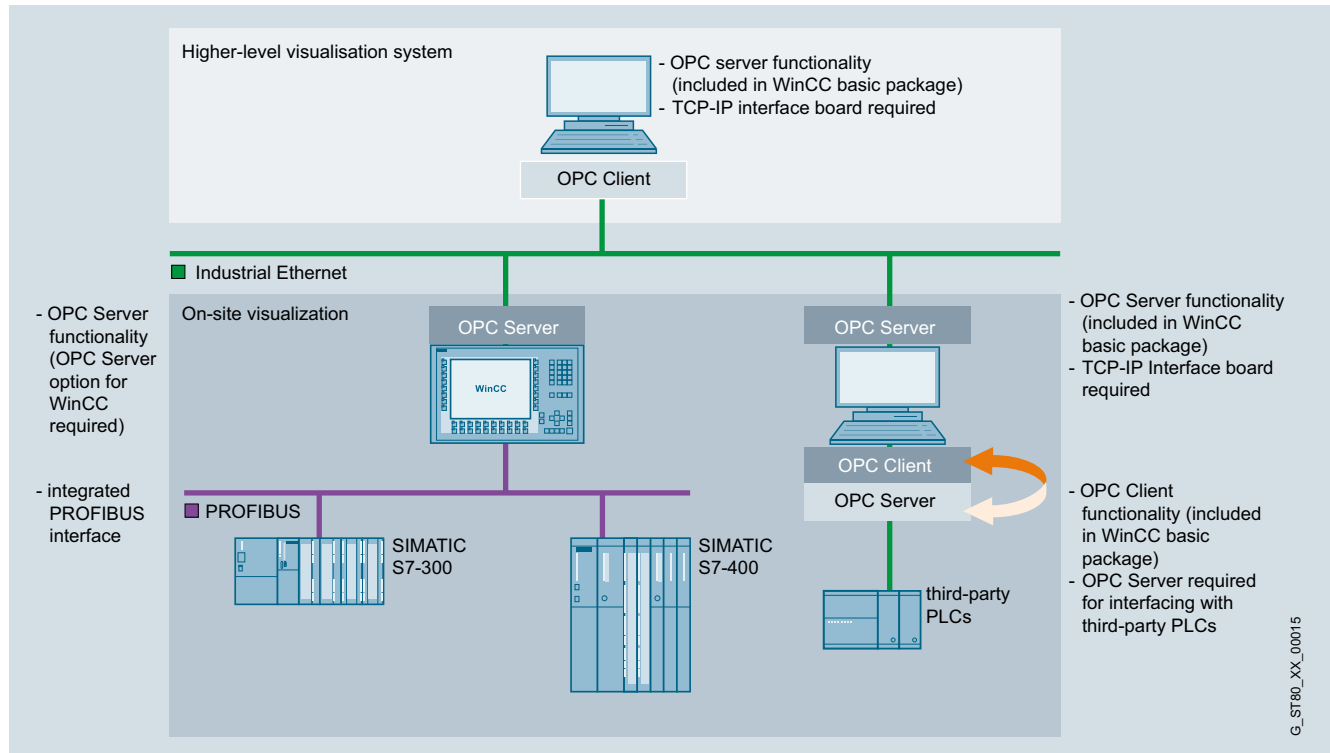 Higher-level visualisation system
- OPC server functionality
(included in WinCC basic package)
- TCP-IP interface board required
OPC Client
Industrial Ethernet
- OPC Server
functionality
(OPC Server
option for
WinCC
required)
On-site visualization
OPC Server
WinCC
OPC Server
- OPC Server functionality
(included in WinCC
basic package)
- TCP-IP Interface board
required
OPC Client
OPC Server
- integrated
PROFIBUS
interface
PROFIBUS
SIMATIC
S7-300
SIMATIC
S7-400
third-party
PLCs
- OPC Client
functionality (included
in WinCC basic
package)
- OPC Server required
for interfacing with
third-party PLCs
G_ST80_XX_00015